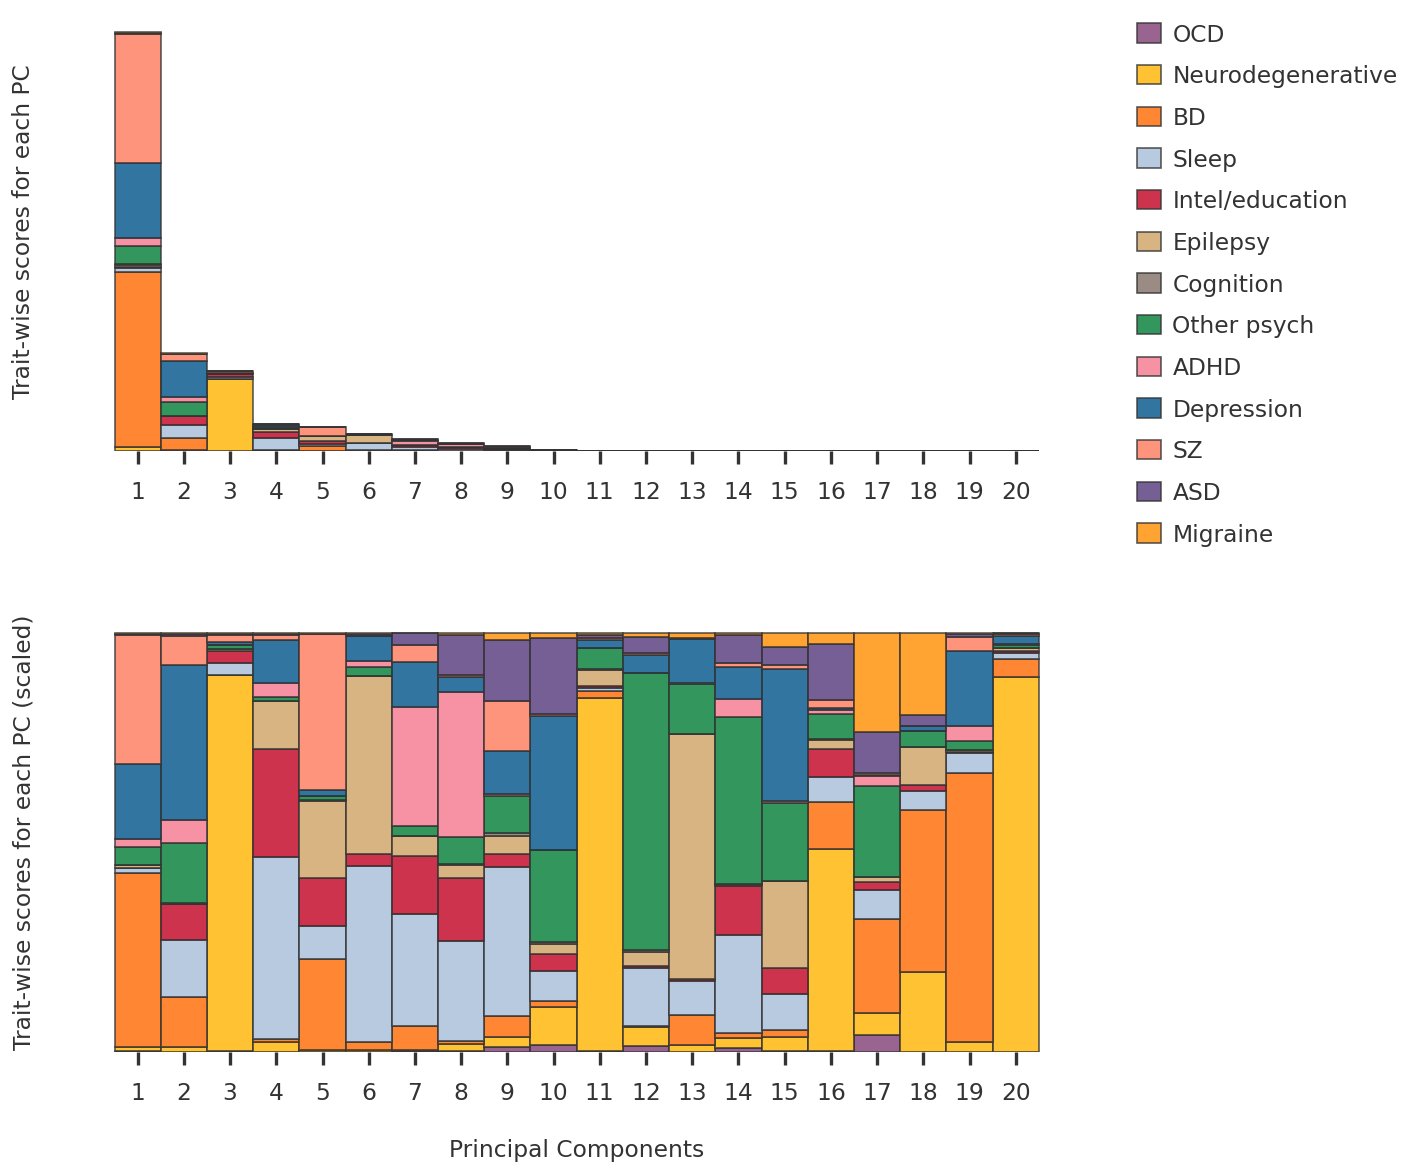 Trait-wise scores for each PC
1 2 3 4 5 6 7 8 9 10 11 12 13 14 15 16 17 18 19 20
OCD
Neurodegenerative
BD
Sleep
Intel/education
Epilepsy
Cognition
Other psych
ADHD
Depression
SZ
ASD
Migraine
Trait-wise scores for each PC (scaled)
1 2 3 4 5 6 7 8 9 10 11 12 13 14 15 16 17 18 19 20
Principal Components